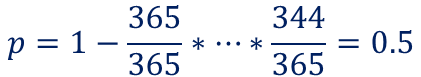 p = 1 − 365/365 ∗ ⋯ ∗ 344/365 = 0.5